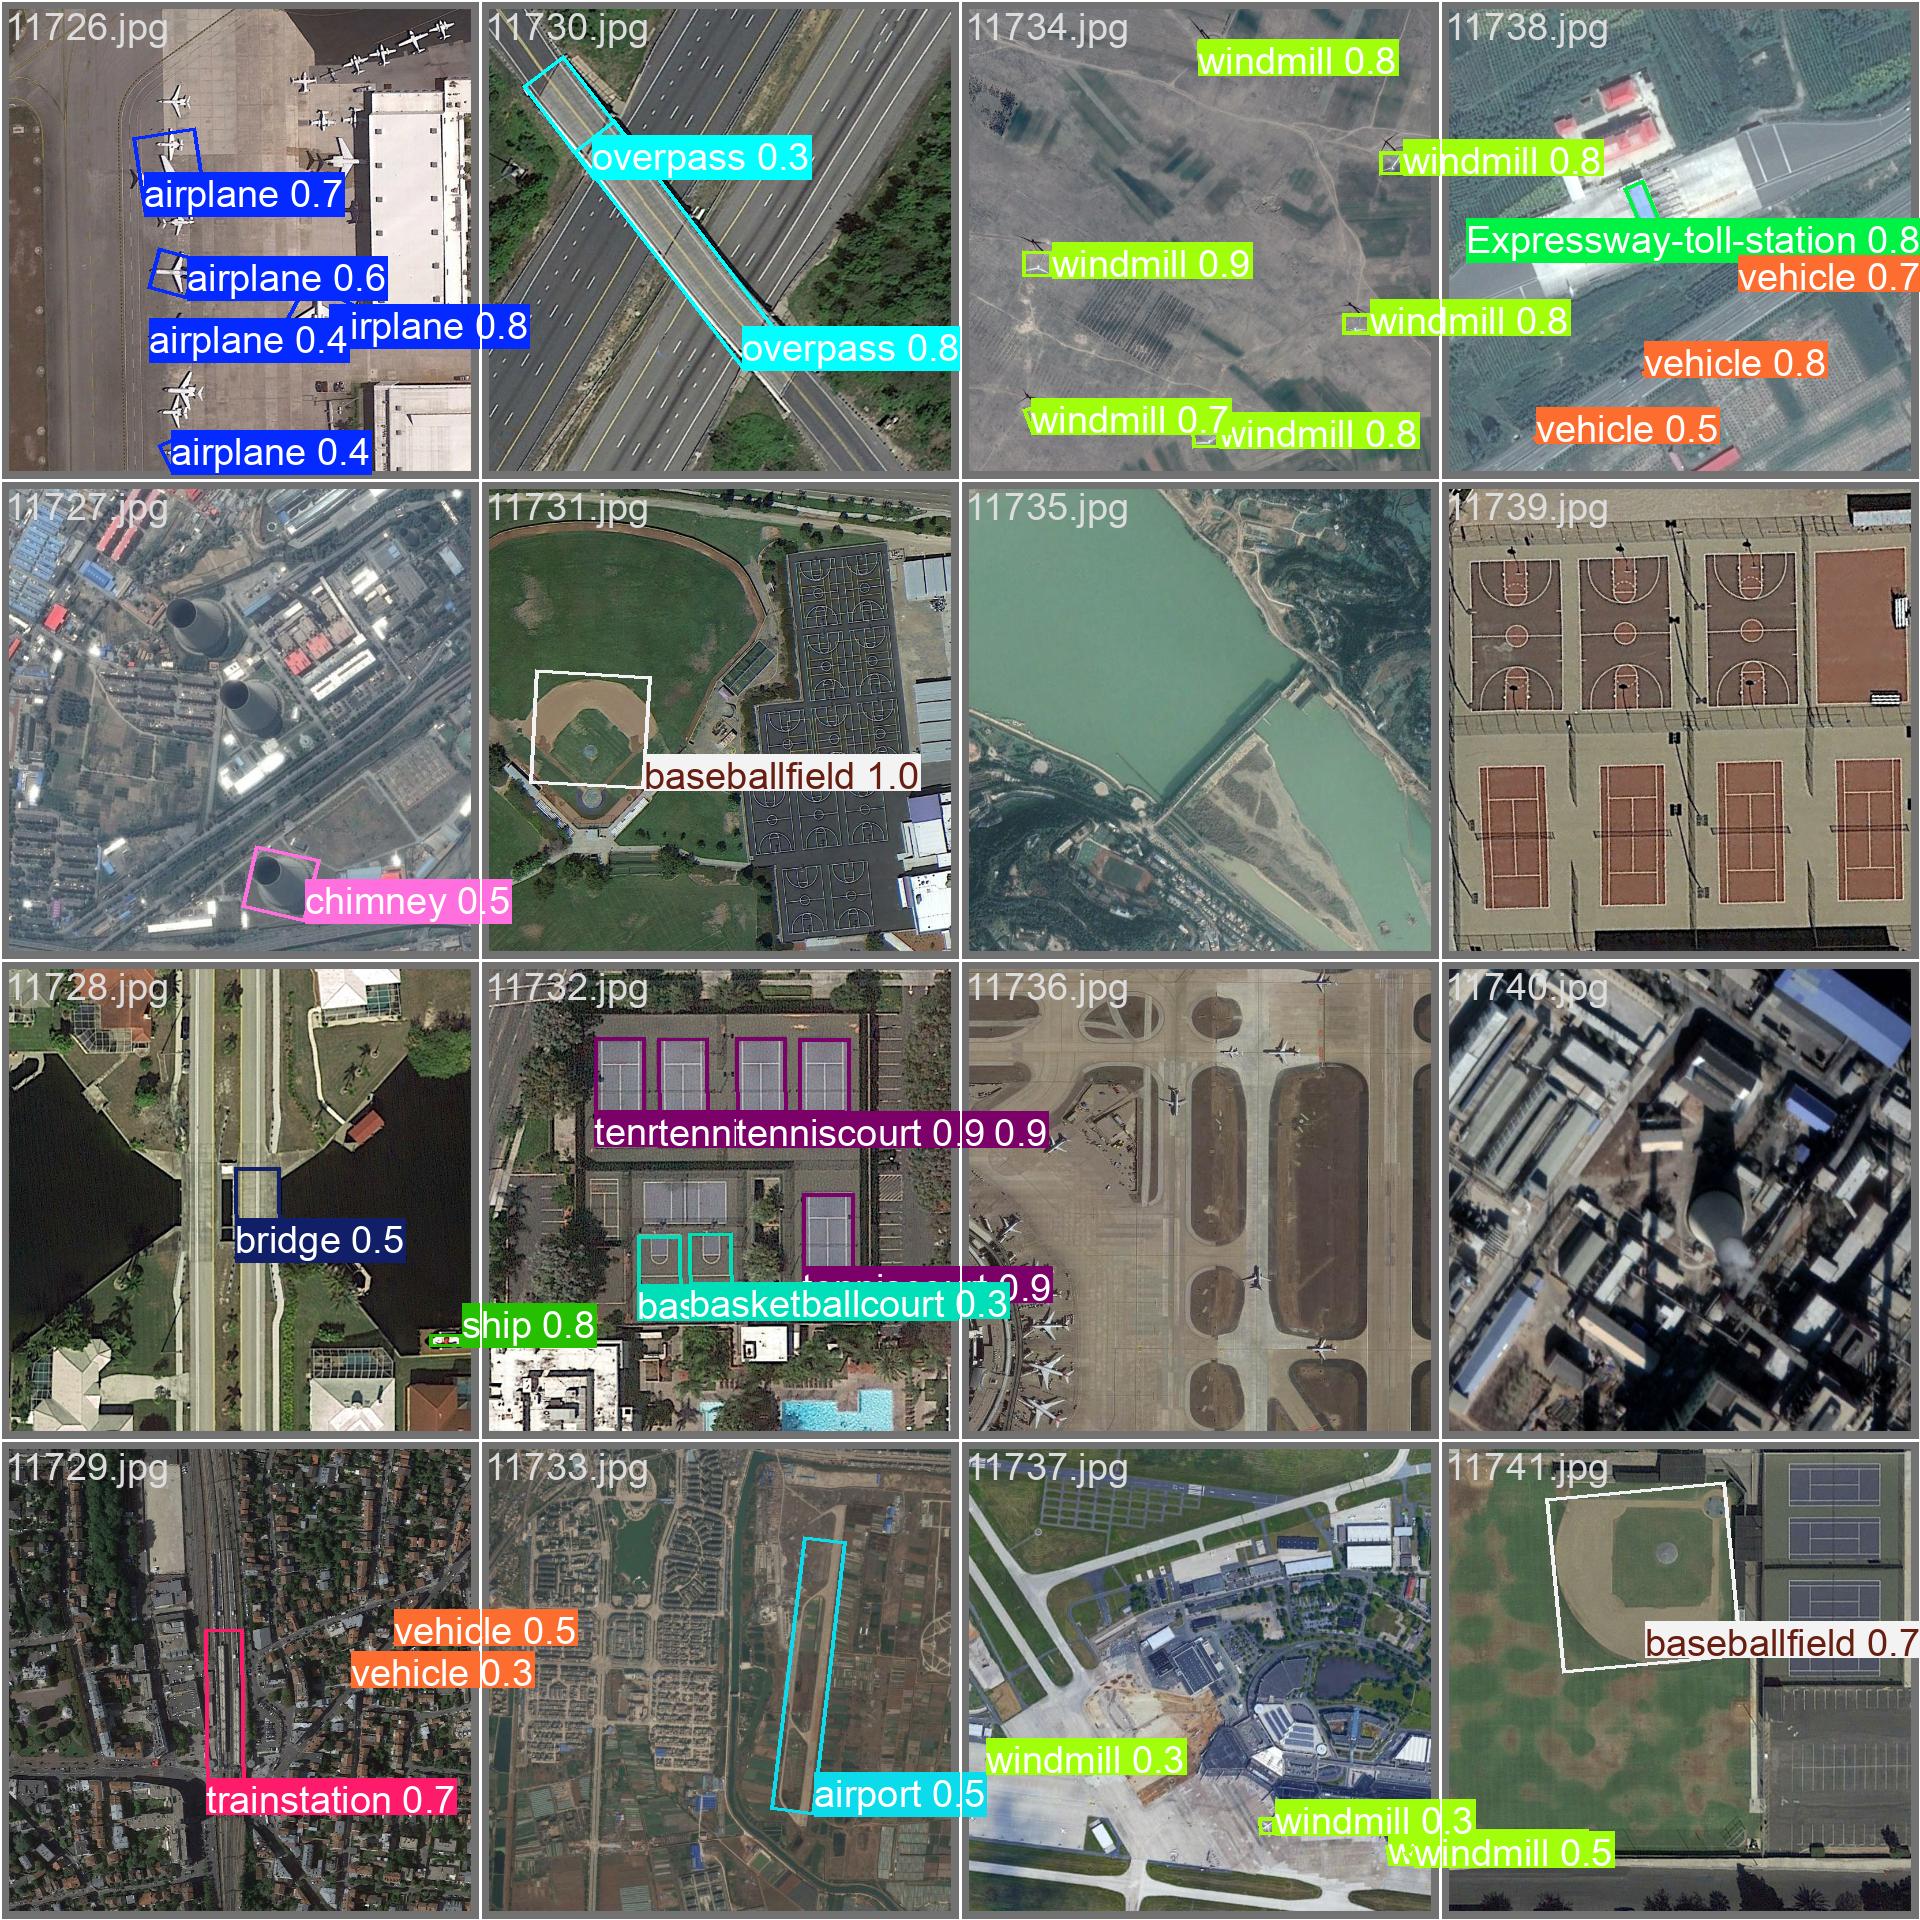 11726.jpg
airplane 0.7
airplane 0.6
airplane 0.4
irplane 0.8
airplane 0.4
11730.jpg
overpass 0.3
overpass 0.8
11734.jpg
windmill 0.8
windmill 0.8
windmill 0.9
windmill 0.8
windmill 0.7
windmill 0.8
11738.jpg
Expressway-toll-station 0.8
vehicle 0.7
vehicle 0.8
vehicle 0.5
11727.jpg
chimney 0.5
11731.jpg
baseballfield 1.0
11735.jpg
11739.jpg
11728.jpg
bridge 0.5
ship 0.8
11732.jpg
tenrtennitenniscourt 0.9 0.9
tenniscourt 0.9
basbasketballcourt 0.3
11736.jpg
11740.jpg
11729.jpg
vehicle 0.5
vehicle 0.3
trainstation 0.7
11733.jpg
airport 0.5
11737.jpg
windmill 0.3
windmill 0.3
windmill 0.5
11741.jpg
baseballfield 0.7